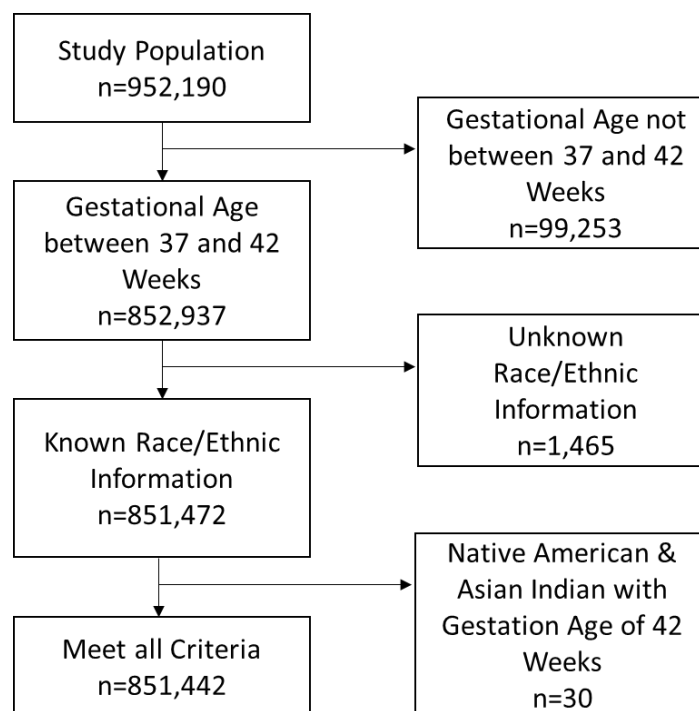 Study Population
n=952,190
Gestational Age not
between 37 and 42
Weeks
n=99,253
Gestational Age
between 37 and 42
Weeks
n=852,937
Unknown
Race/Ethnic
Information
n=1,465
Known Race/Ethnic
Information
n=851,472
Native American &
Asian Indian with
Gestation Age of 42
Weeks
n=30
Meet all Criteria
n=851,442